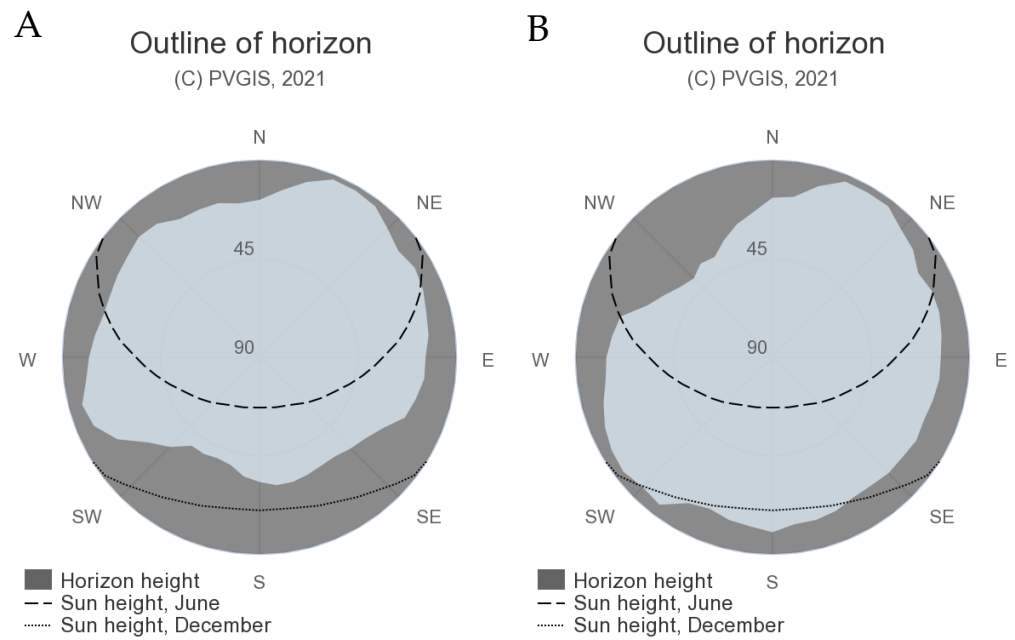 A
Outline of horizon
(C) PVGIS, 2021
N
NW
NE
45
90
W
E
SW
SE
S
Horizon height
Sun height, June
Sun height, December
B
Outline of horizon
(C) PVGIS, 2021
N
NW
NE
45
90
W
E
SW
SE
S
Horizon height
Sun height, June
Sun height, December